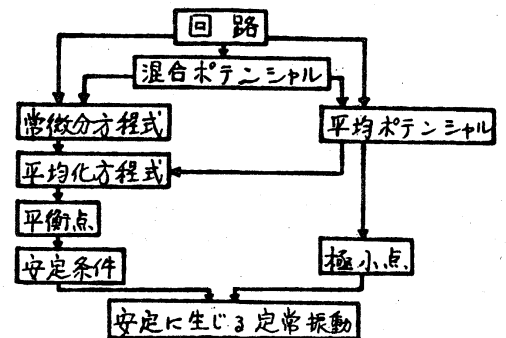 回路
混合ポテンシャル
常微分方程式
平均ポテンシャル
平均化方程式
平衡点
安定条件
極小点
安定に生じる定常振動